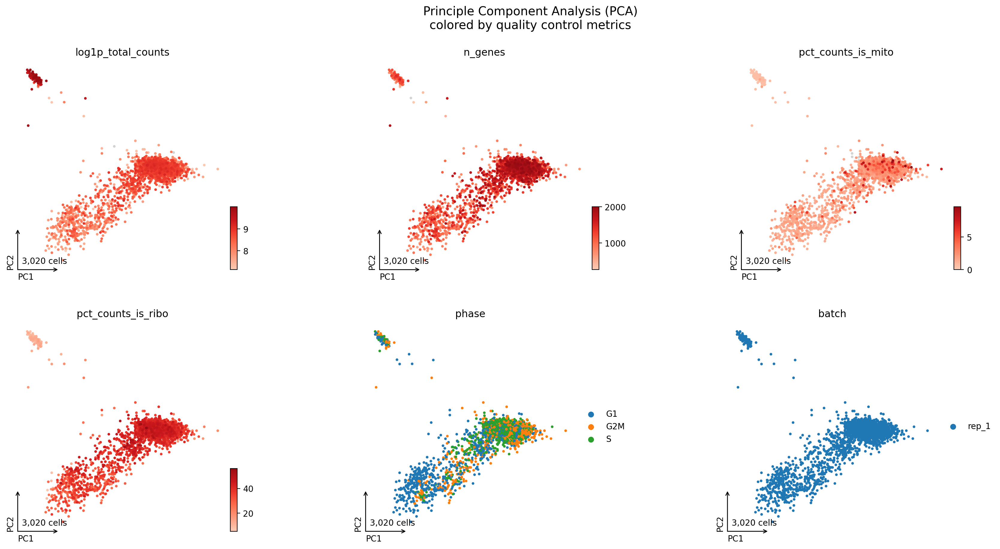 Principle Component Analysis (PCA)
colored by quality control metrics
log1p_total_counts
9
8
PC2
3,020 cells
PC1
n_genes
2000
1000
PC2
3,020 cells
PC1
pct_counts_is_mito
5
0
PC2
3,020 cells
PC1
pct_counts_is_ribo
40
20
PC2
3,020 cells
PC1
phase
G1
G2M
S
PC2
3,020 cells
PC1
batch
rep_1
PC2
3,020 cells
PC1